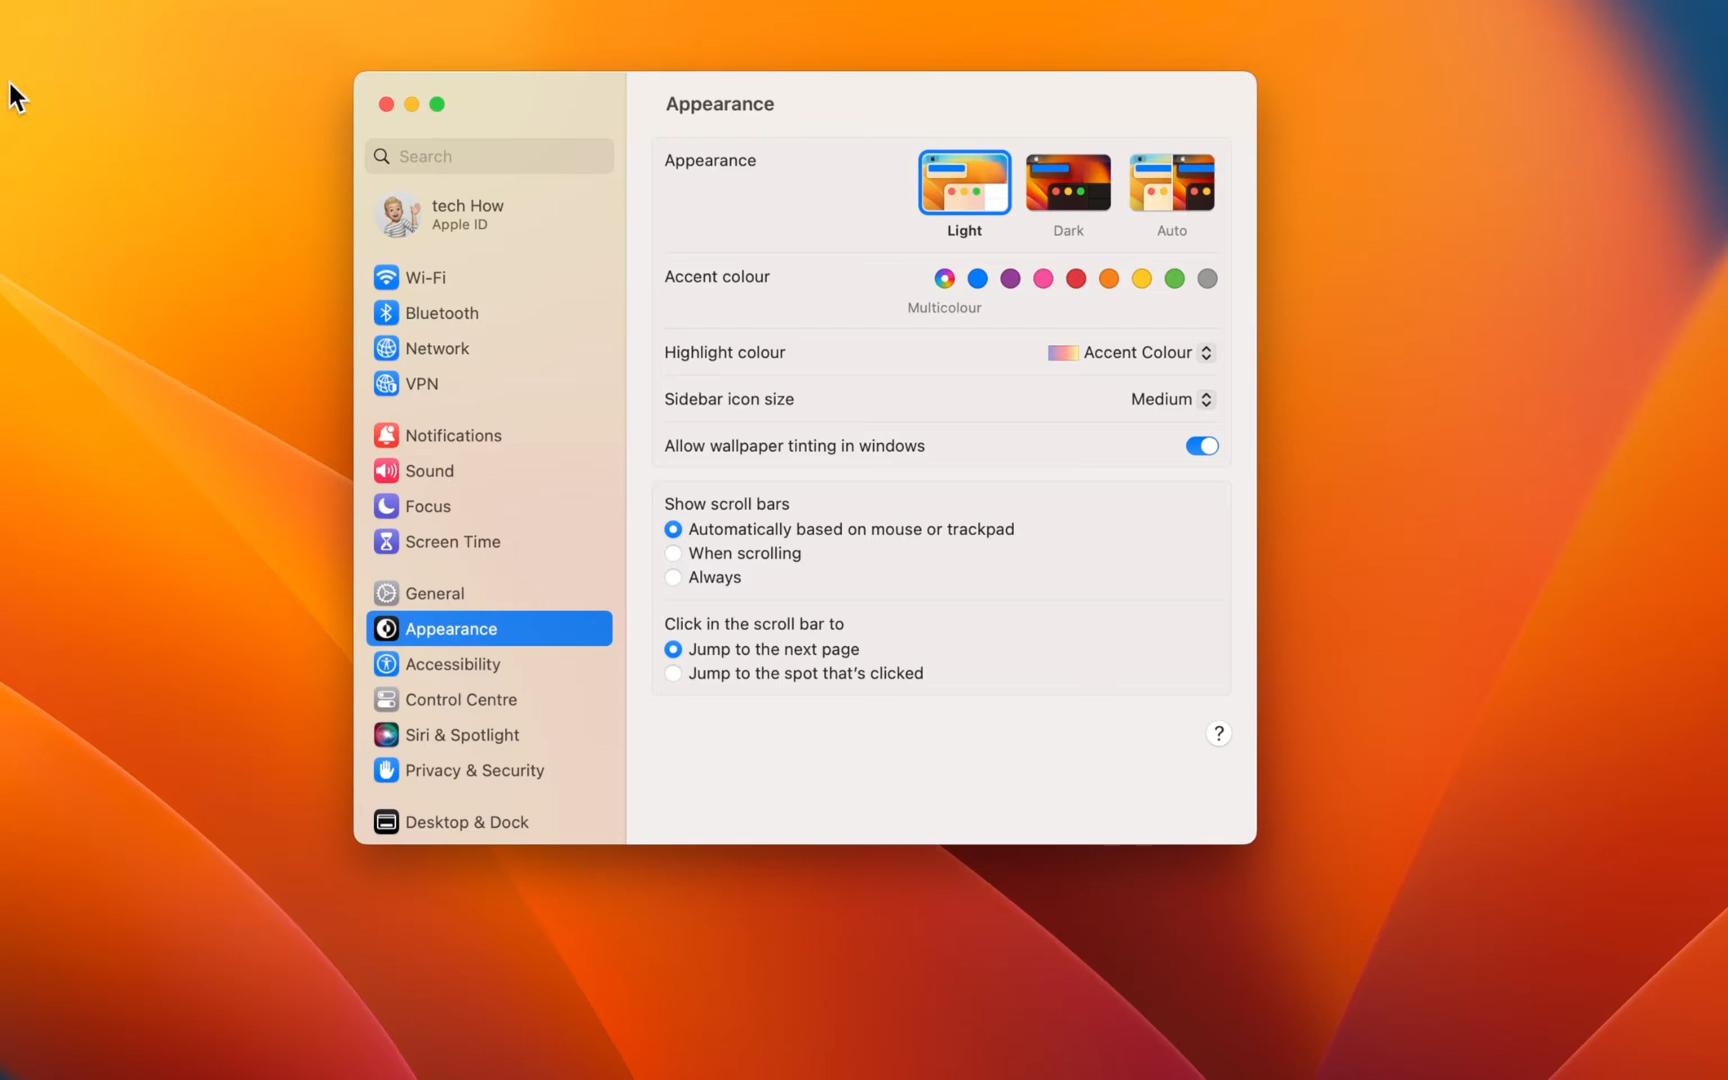 Search
tech How
Apple ID
Wi-Fi
Bluetooth
Network
VPN
Notifications
Sound
Focus
Screen Time
General
Appearance
Accessibility
Control Centre
Siri & Spotlight
Privacy & Security
Desktop & Dock
Appearance
Appearance
Light Dark Auto
Accent colour
Multicolour
Highlight colour Accent Colour
Sidebar icon size Medium
Allow wallpaper tinting in windows
Show scroll bars
Automatically based on mouse or trackpad
When scrolling
Always
Click in the scroll bar to
Jump to the next page
Jump to the spot that's clicked
?